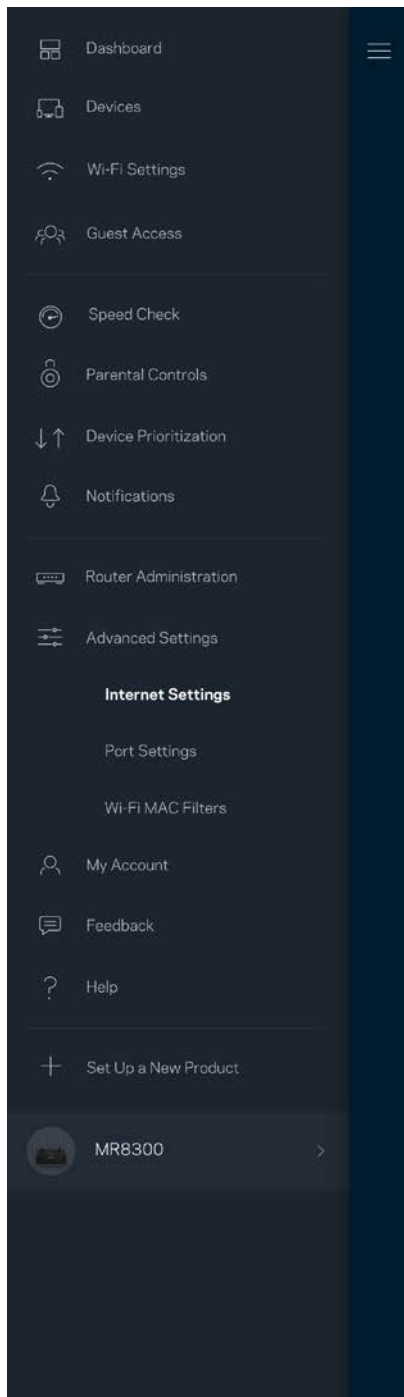 Dashboard
Devices
Wi-Fi Settings
Guest Access
Speed Check
Parental Controls
Device Prioritization
Notifications
Router Administration
Advanced Settings
Internet Settings
Port Settings
Wi-Fi MAC Filters
My Account
Feedback
Help
Set Up a New Product
MR8300